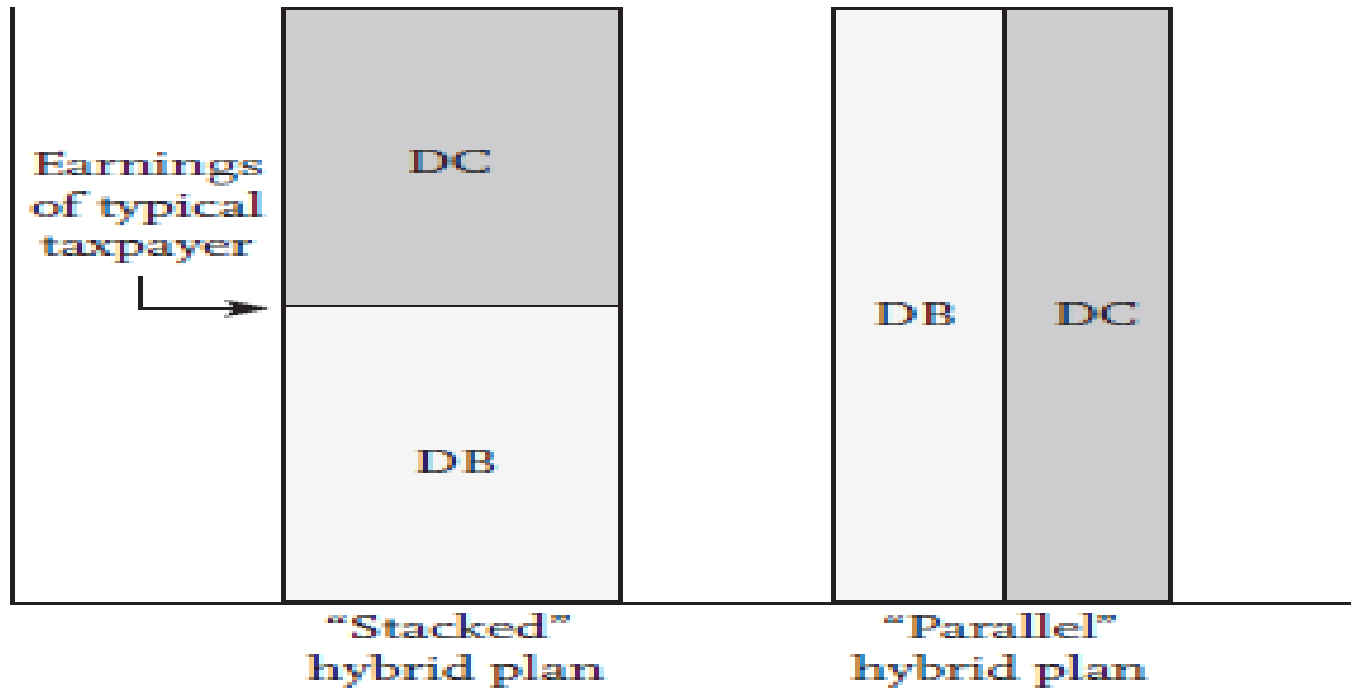 Earnings
of typical
taxpayer
DC
DB
DB
DC
“Stacked”
hybrid plan
“Parallel”
hybrid plan